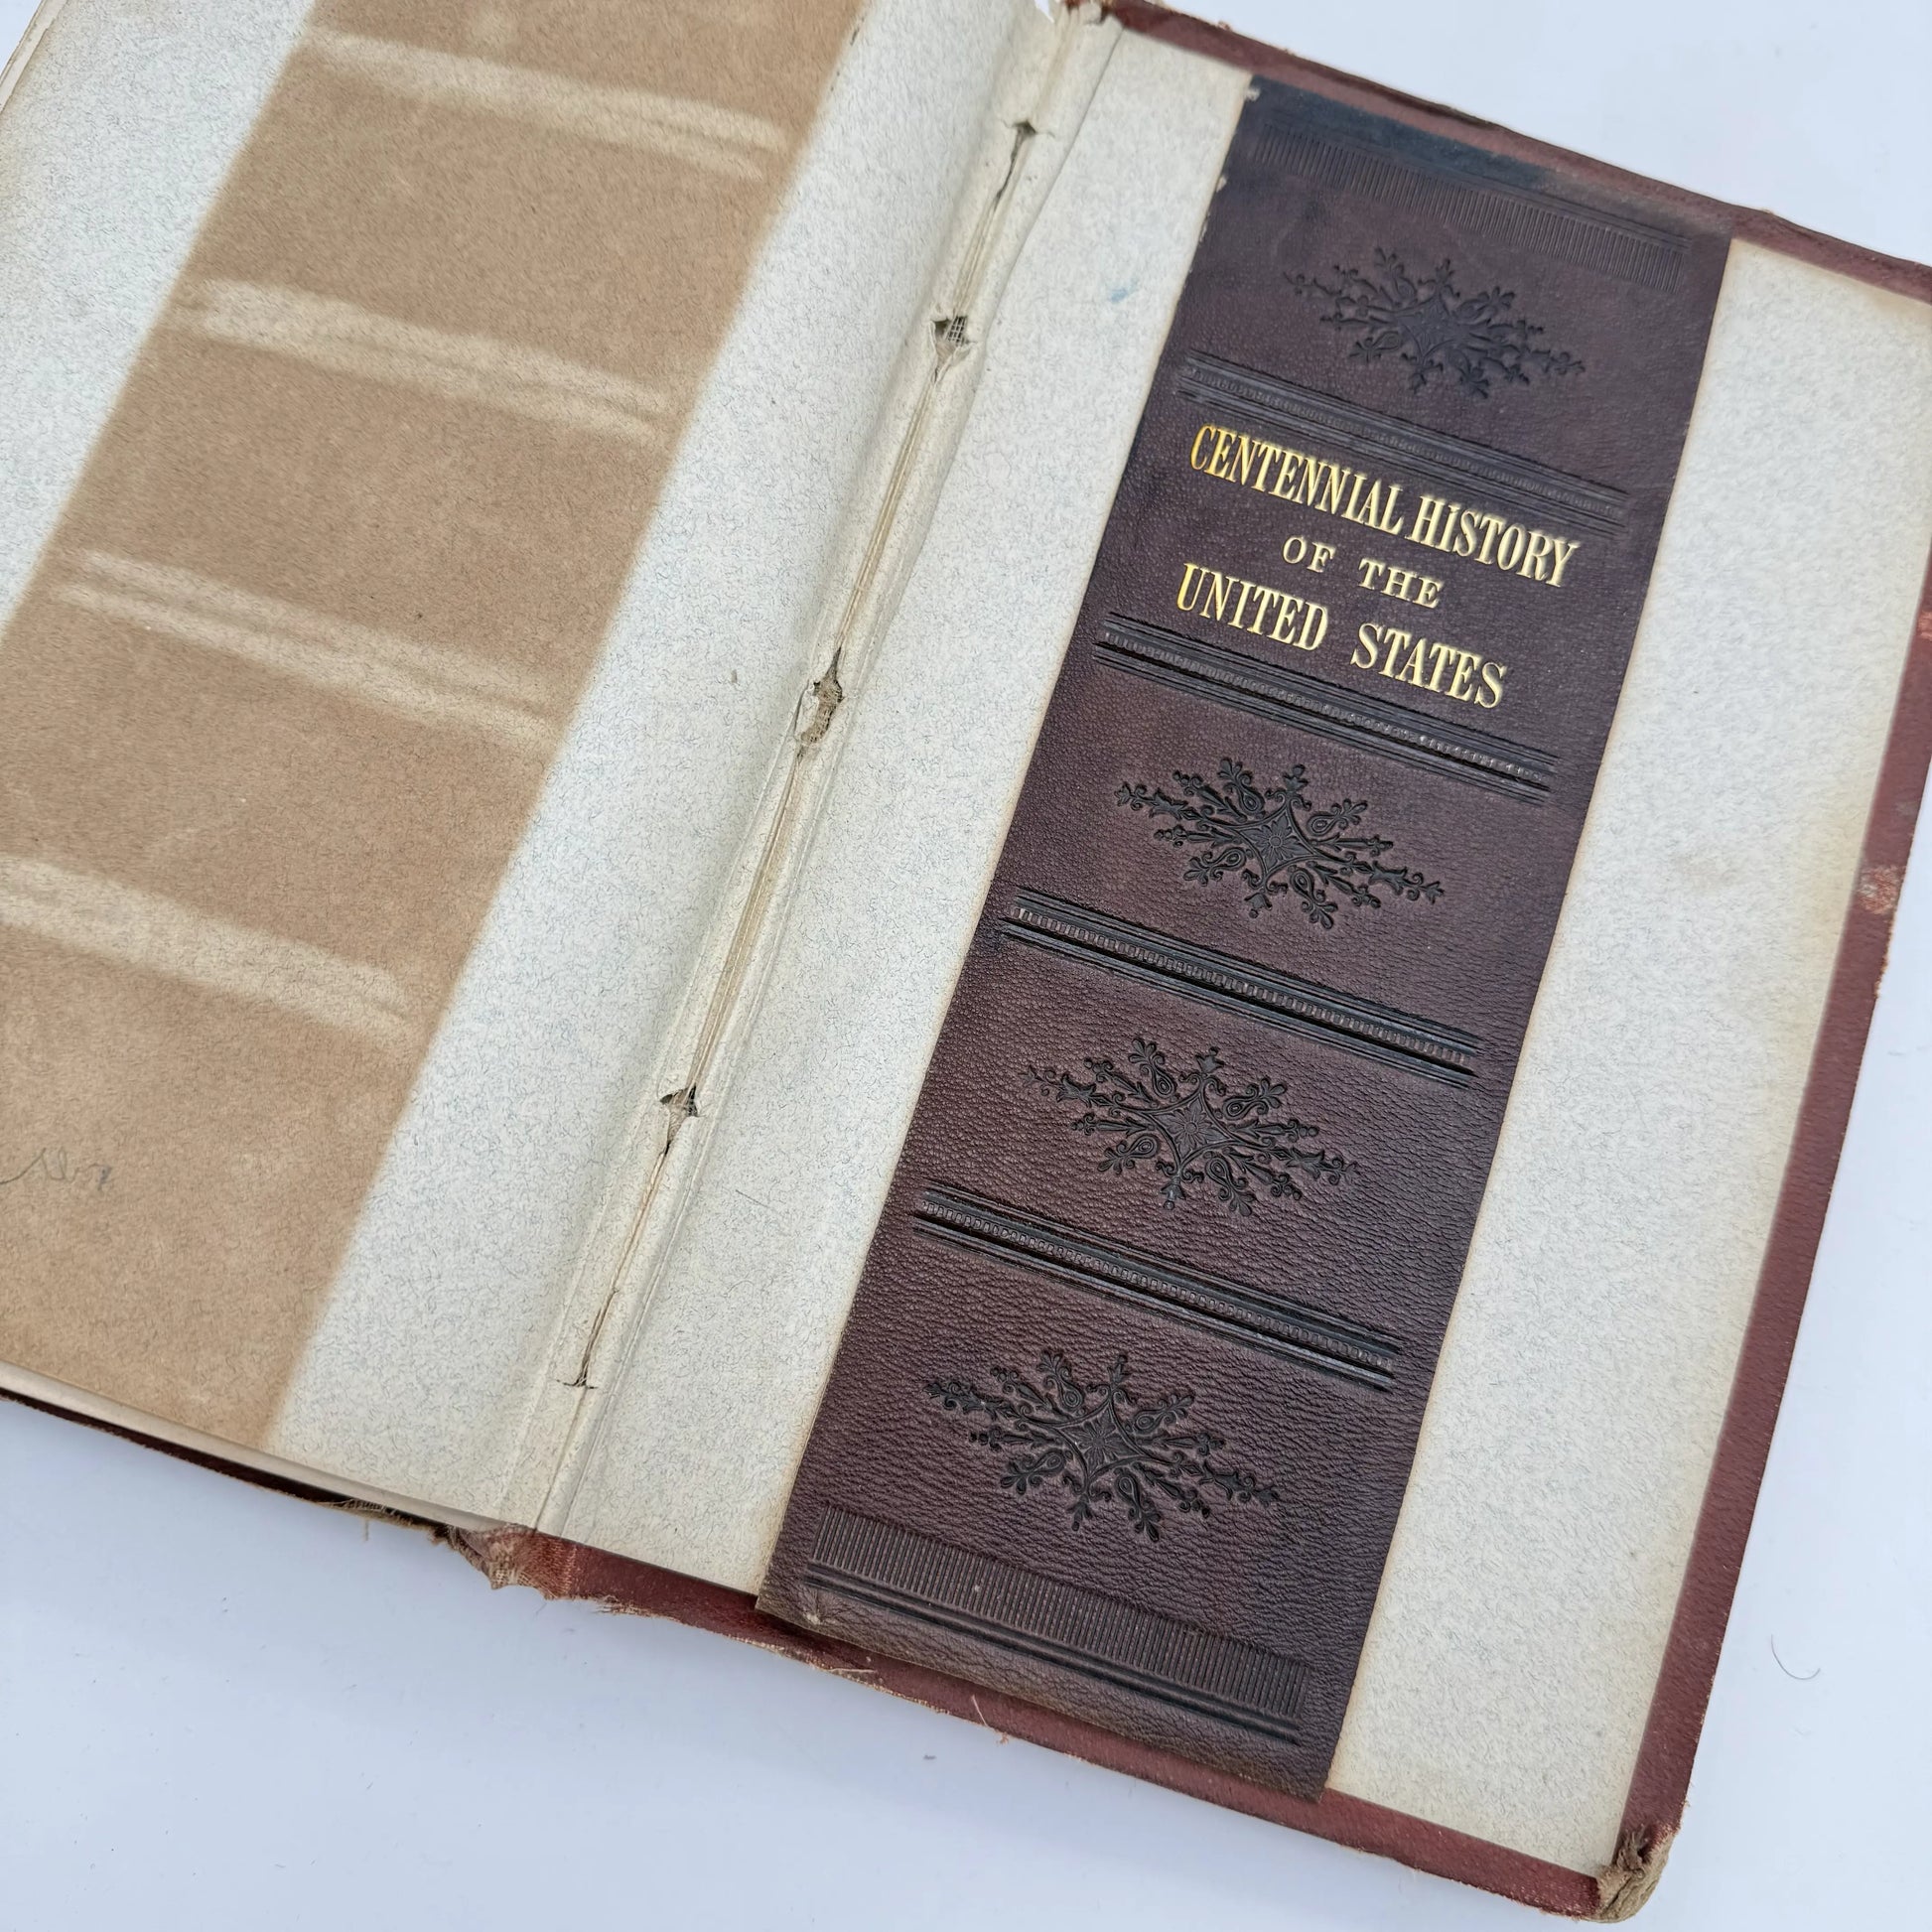 CENTENNIAL HISTORY
OF THE
UNITED STATES